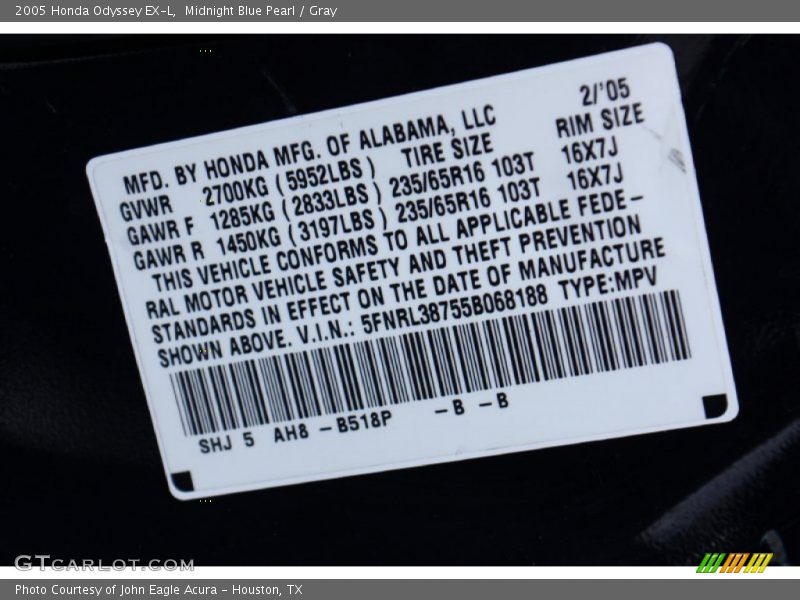 2005 Honda Odyssey EX-L, Midnight Blue Pearl / Gray
2/'05
MFD. BY HONDA MFG. OF ALABAMA, LLC
TIRE SIZE RIM SIZE
GVWR 2700KG (5952LBS)
GAWR F 1285KG (2833LBS) 235/65R16 103T 16X7J
GAWR R 1450KG (3197LBS) 235/65R16 103T 16X7J
THIS VEHICLE CONFORMS TO ALL APPLICABLE FEDE-
RAL MOTOR VEHICLE SAFETY AND THEFT PREVENTION
STANDARDS IN EFFECT ON THE DATE OF MANUFACTURE
SHOWN ABOVE. V.I.N.: 5FNRL38755B068188 TYPE:MPV
SHJ 5 AH8 -B518P -B -B
GTcarlot.com
Photo Courtesy of John Eagle Acura - Houston, TX